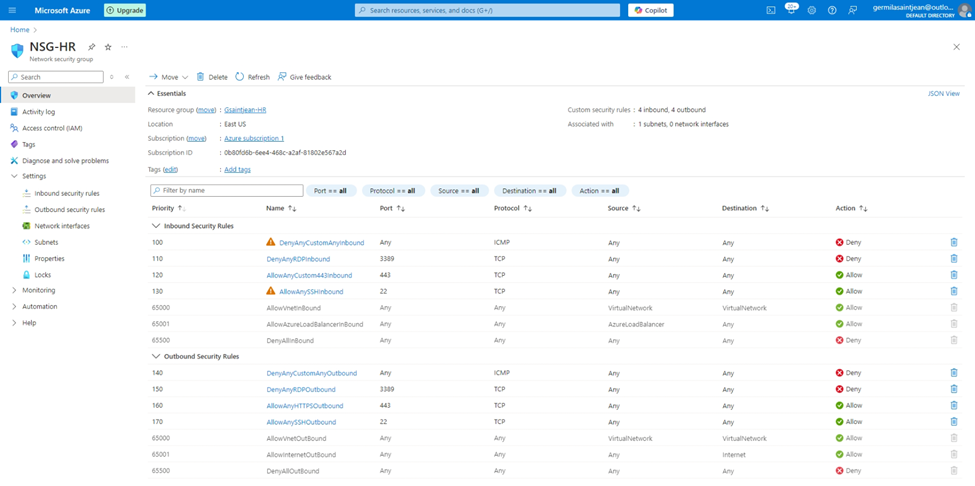 Microsoft Azure Upgrade Search resources, services, and docs (G+/) Copilot 20+ germilasaintjean@outlo... DEFAULT DIRECTORY
Home >
NSG-HR ...
Network security group
Search
Move Delete Refresh Give feedback
Overview
Activity log
Access control (IAM)
Tags
Diagnose and solve problems
Settings
Inbound security rules
Outbound security rules
Network interfaces
Subnets
Properties
Locks
Monitoring
Automation
Help
Essentials JSON View
Resource group (move) : Gsaintjean-HR
Location : East US
Subscription (move) : Azure subscription 1
Subscription ID : 0b80fd6b-6ee4-468c-a2af-81802e567a2d
Tags (edit) : Add tags
Custom security rules : 4 inbound, 4 outbound
Associated with : 1 subnets, 0 network interfaces
Filter by name Port == all Protocol == all Source == all Destination == all Action == all
Priority Name Port Protocol Source Destination Action
Inbound Security Rules
100 DenyAnyCustomAnyInbound Any ICMP Any Any Deny
110 DenyAnyRDPInbound 3389 TCP Any Any Deny
120 AllowAnyCustom443Inbound 443 TCP Any Any Allow
130 AllowAnySSHInbound 22 TCP Any Any Allow
65000 AllowVnetInBound Any Any VirtualNetwork VirtualNetwork Allow
65001 AllowAzureLoadBalancerInBound Any Any AzureLoadBalancer Any Allow
65500 DenyAllInBound Any Any Any Any Deny
Outbound Security Rules
140 DenyAnyCustomAnyOutbound Any ICMP Any Any Deny
150 DenyAnyRDPOutbound 3389 TCP Any Any Deny
160 AllowAnyHTTPSOutbound 443 TCP Any Any Allow
170 AllowAnySSHOutbound 22 TCP Any Any Allow
65000 AllowVnetOutBound Any Any VirtualNetwork VirtualNetwork Allow
65001 AllowInternetOutBound Any Any Any Internet Allow
65500 DenyAllOutBound Any Any Any Any Deny